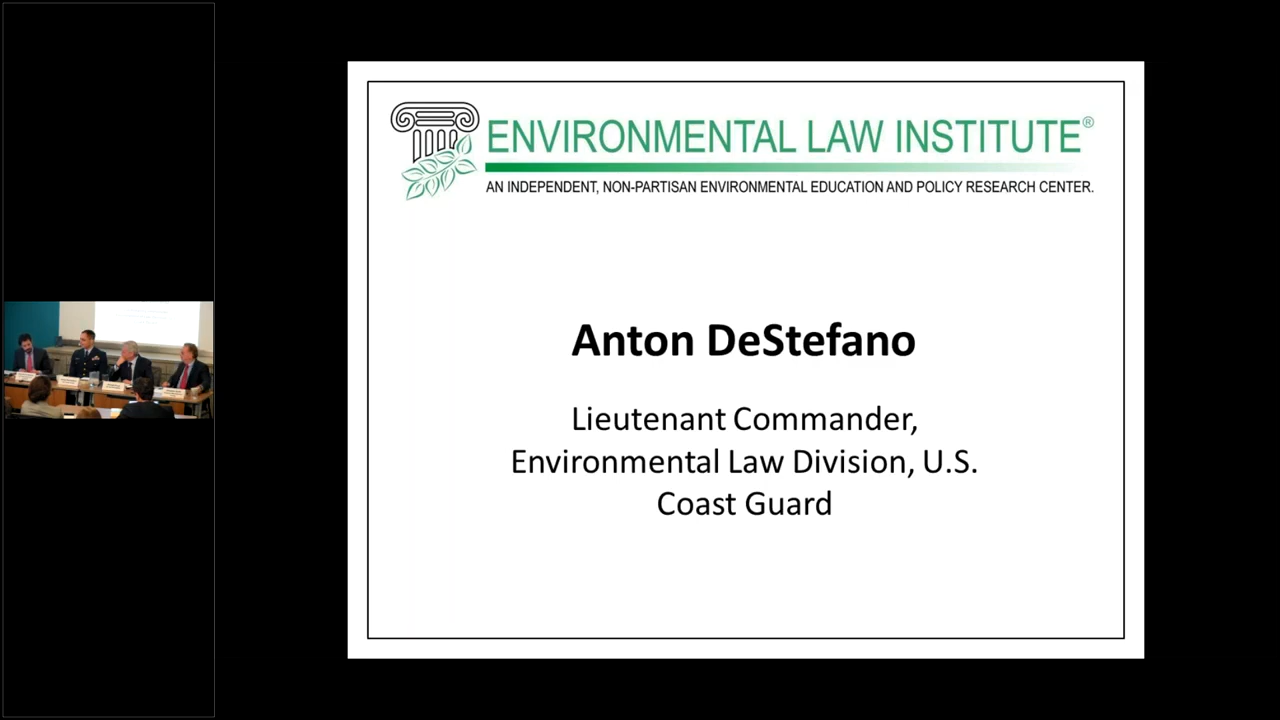 ENVIRONMENTAL LAW INSTITUTE®
AN INDEPENDENT, NON-PARTISAN ENVIRONMENTAL EDUCATION AND POLICY RESEARCH CENTER.
Anton DeStefano
Lieutenant Commander,
Environmental Law Division, U.S.
Coast Guard